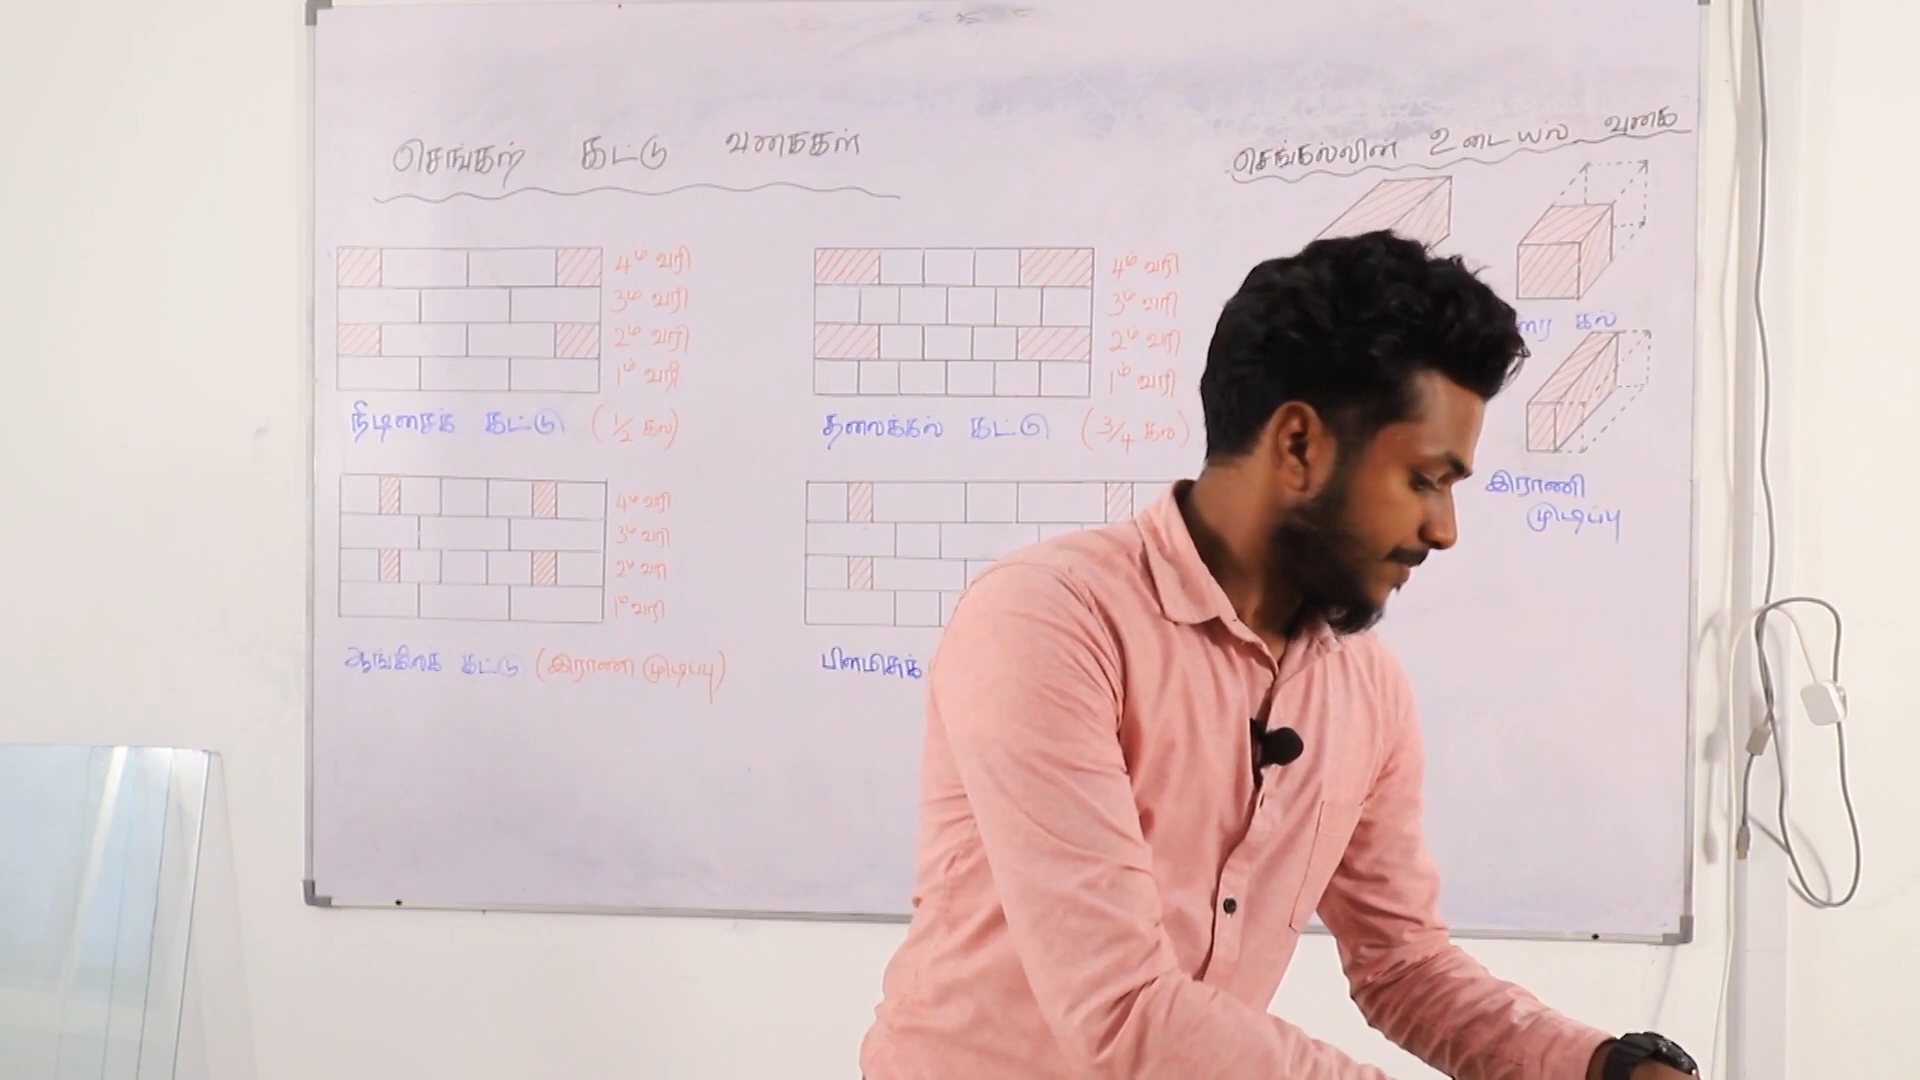 செங்கற் கட்டு வகைகள்
செங்கல்லின் உடையல் வகை
4ம் வரி
3ம் வரி
2ம் வரி
1ம் வரி
நீடிசைக் கட்டு (1/2 கல்)
4ம் வரி
3ம் வரி
2ம் வரி
1ம் வரி
தலைக்கல் கட்டு (3/4 கல்)
கல்
இராணி
முடிப்பு
4ம் வரி
3ம் வரி
2ம் வரி
1ம் வரி
ஆங்கிலக் கட்டு (இராணி முடிப்பு)
பிளமிசுக்